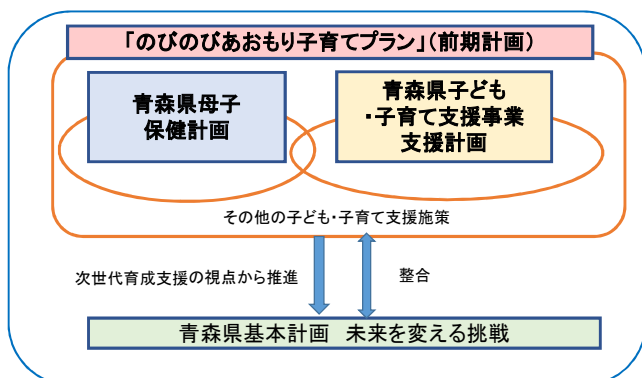 「のびのびあおもり子育てプラン」(前期計画)
青森県母子
保健計画
青森県子ども
・子育て支援事業
支援計画
その他の子ども・子育て支援施策
次世代育成支援の視点から推進
整合
青森県基本計画 未来を変える挑戦